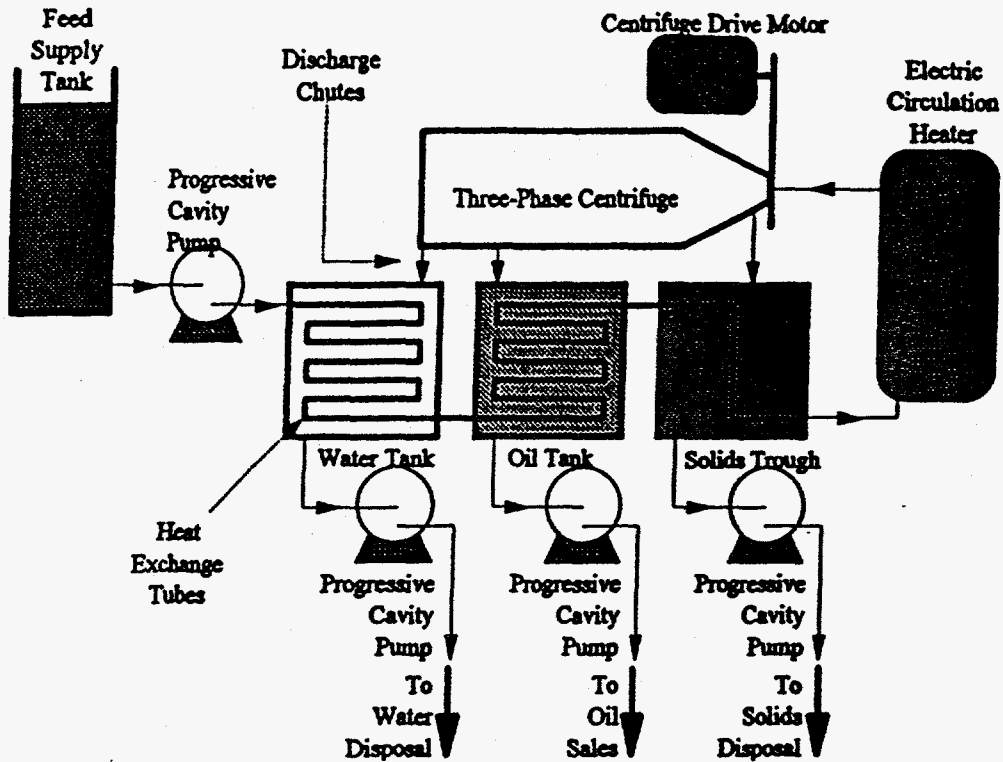 Feed
Supply
Tank
Centrifuge Drive Motor
Discharge
Chutes
Electric
Circulation
Heater
Progressive
Cavity
Pump
Three-Phase Centrifuge
Water Tank
Oil Tank
Solids Trough
Heat
Exchange
Tubes
Progressive
Cavity
Pump
To
Water
Disposal
Progressive
Cavity
Pump
To
Oil
Sales
Progressive
Cavity
Pump
To
Solids
Disposal